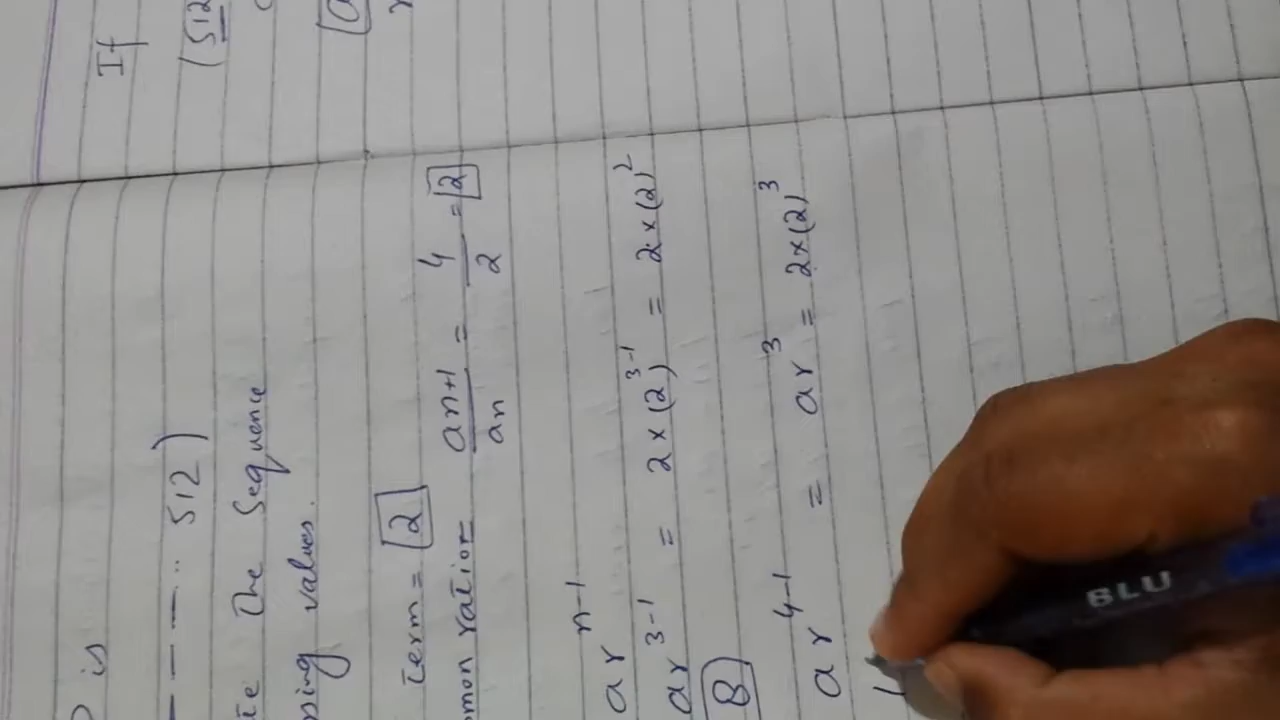 If
(512
is
- - - .. 512)
the sequence
values.
term = 2
ratio r = an+1/an = 4/2 = 2
ar^n-1
ar^3-1 = 2×(2)^3-1 = 2×(2)^2
8
ar^4-1 = ar^3 = 2×(2)^3
BLU